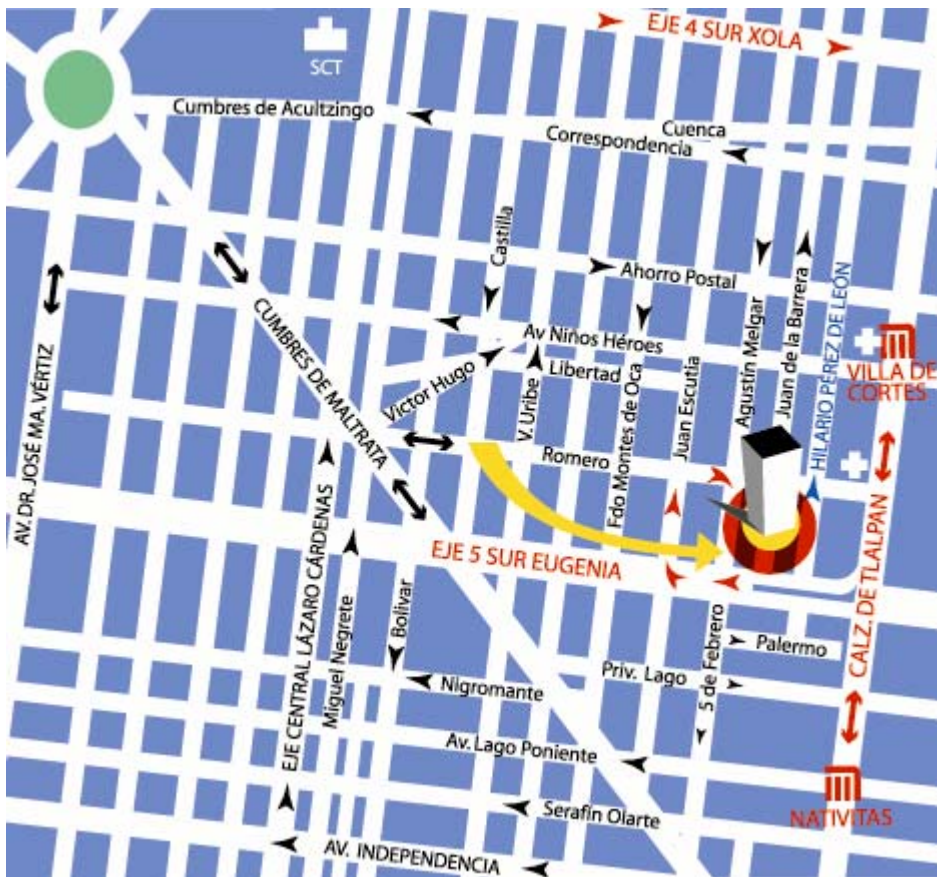 EJE 4 SUR XOLA
SCT
Cumbres de Acultzingo
Cuenca
Correspondencia
Castilla
Ahorro Postal
AV. DR. JOSÉ MA. VÉRTIZ
CUMBRES DE MALTRATA
Av Niños Héroes
Libertad
Victor Hugo
V. Uribe
Fdo Montes de Oca
Juan Escutia
Agustín Melgar
Juan de la Barrera
HILARIO PÉREZ DE LEÓN
VILLA DE
CORTES
Romero
EJE 5 SUR EUGENIA
EJE CENTRAL LÁZARO CÁRDENAS
Miguel Negrete
Bolivar
CALZ. DE TLALPAN
5 de Febrero
Palermo
Priv. Lago
Nigromante
Av. Lago Poniente
Serafín Olarte
NATIVITAS
AV. INDEPENDENCIA